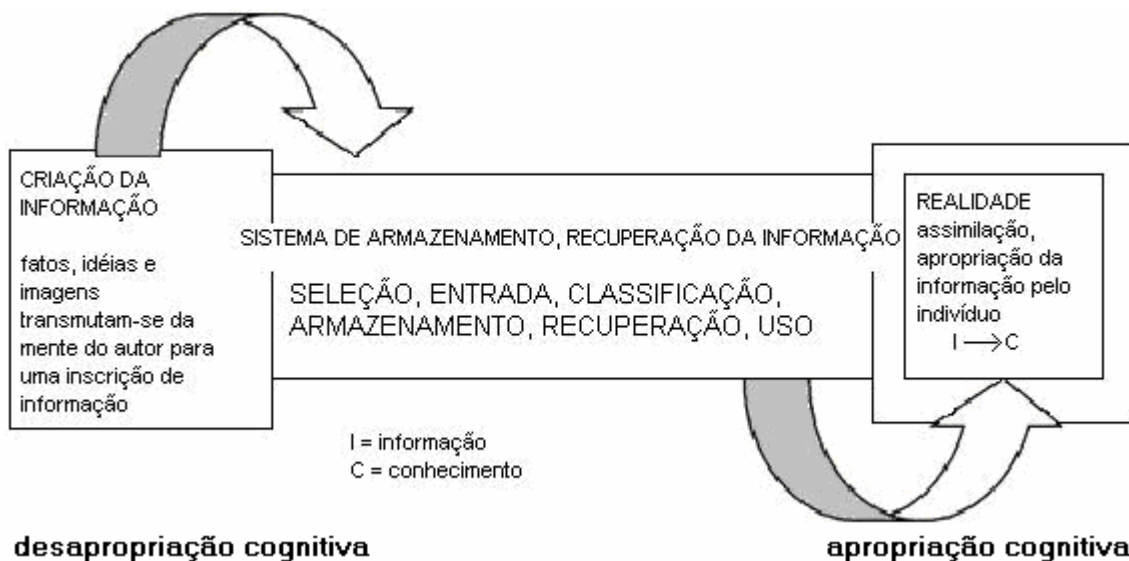 CRIAÇÃO DA
INFORMAÇÃO
fatos, idéias e
imagens
transmutam-se da
mente do autor para
uma inscrição de
informação
SISTEMA DE ARMAZENAMENTO, RECUPERAÇÃO DA INFORMAÇÃO
SELEÇÃO, ENTRADA, CLASSIFICAÇÃO,
ARMAZENAMENTO, RECUPERAÇÃO, USO
REALIDADE
assimilação,
apropriação da
informação pelo
indivíduo
I → C
I = informação
C = conhecimento
desapropriação cognitiva
apropriação cognitiva